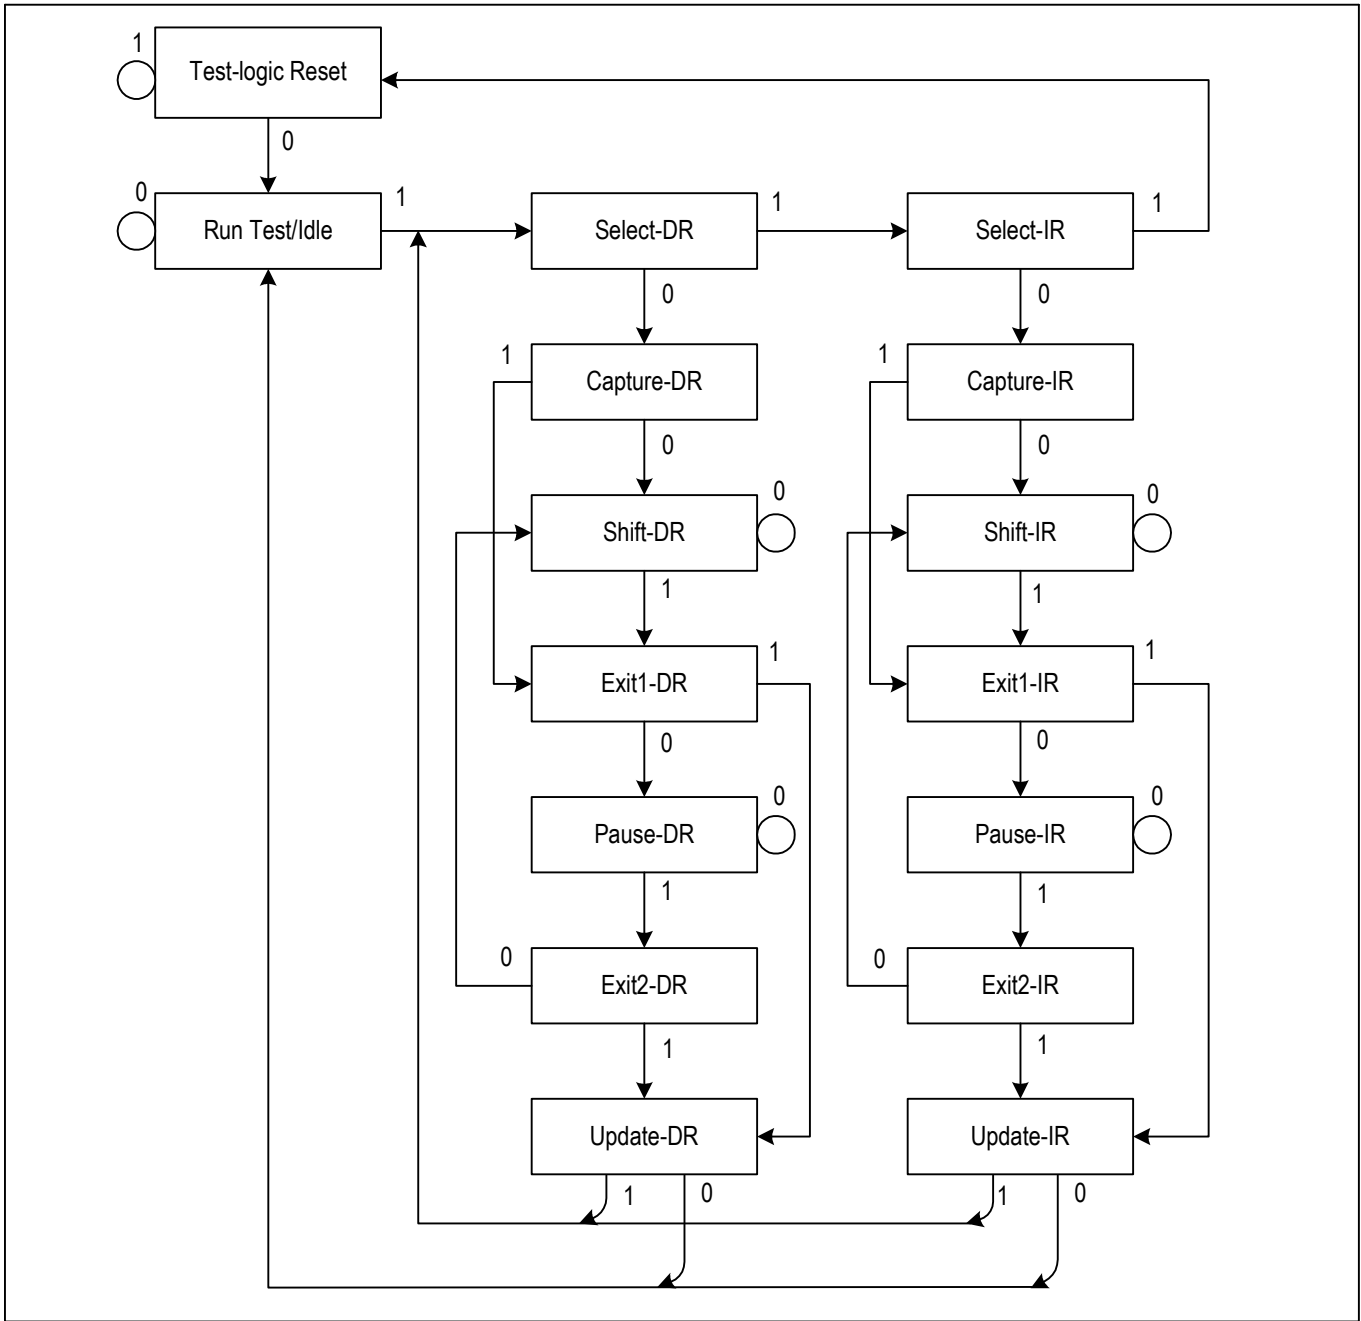 1
Test-logic Reset
0
0
Run Test/Idle
1
Select-DR
1
Select-IR
1
0
0
1
Capture-DR
1
Capture-IR
0
0
Shift-DR
0
Shift-IR
0
1
1
Exit1-DR
1
Exit1-IR
1
0
0
Pause-DR
0
Pause-IR
0
1
1
0
Exit2-DR
0
Exit2-IR
1
1
Update-DR
Update-IR
1
0
1
0